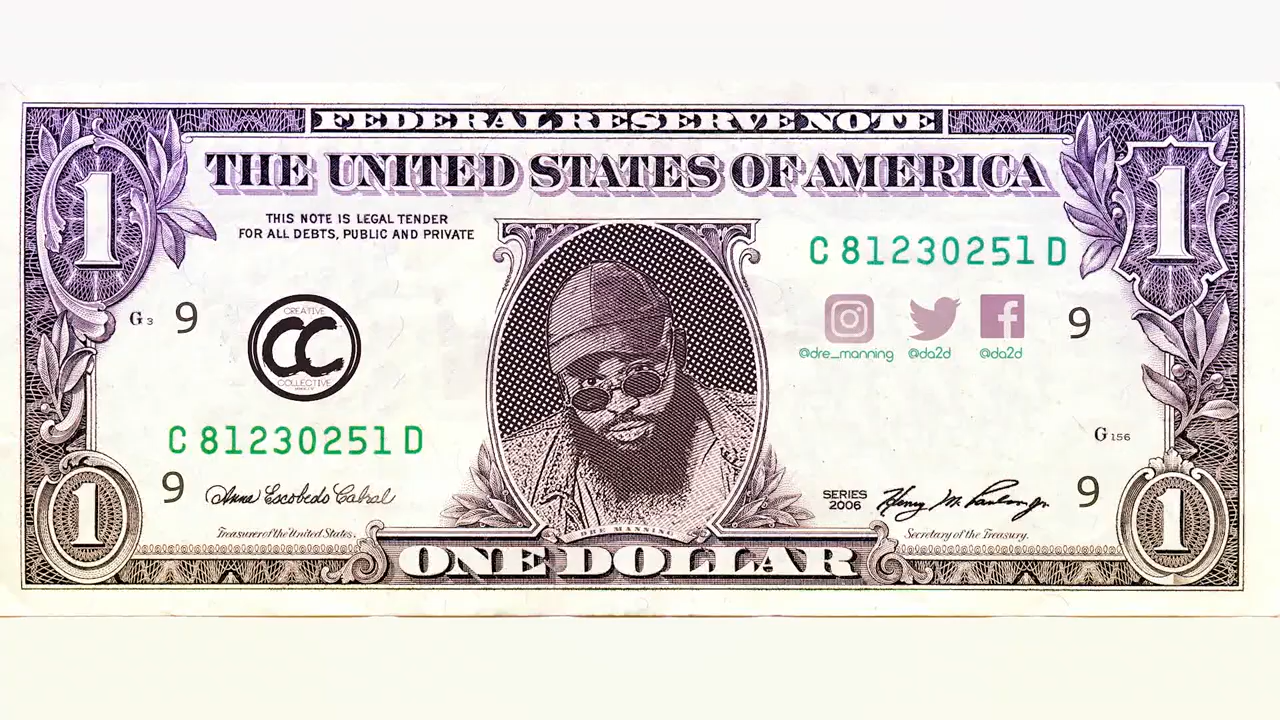 FEDERAL RESERVE NOTE
THE UNITED STATES OF AMERICA
1
1
THIS NOTE IS LEGAL TENDER
FOR ALL DEBTS, PUBLIC AND PRIVATE
C 81230251 D
G 3
9
CREATIVE
CC
COLLECTIVE
@dre_manning
@da2d
@da2d
9
C 81230251 D
G 156
9
Anna Escobedo Cabral
Treasurer of the United States.
SERIES
2006
Henry M. Paulson Jr.
Secretary of the Treasury.
9
DRE MANNING
1
ONE DOLLAR
1